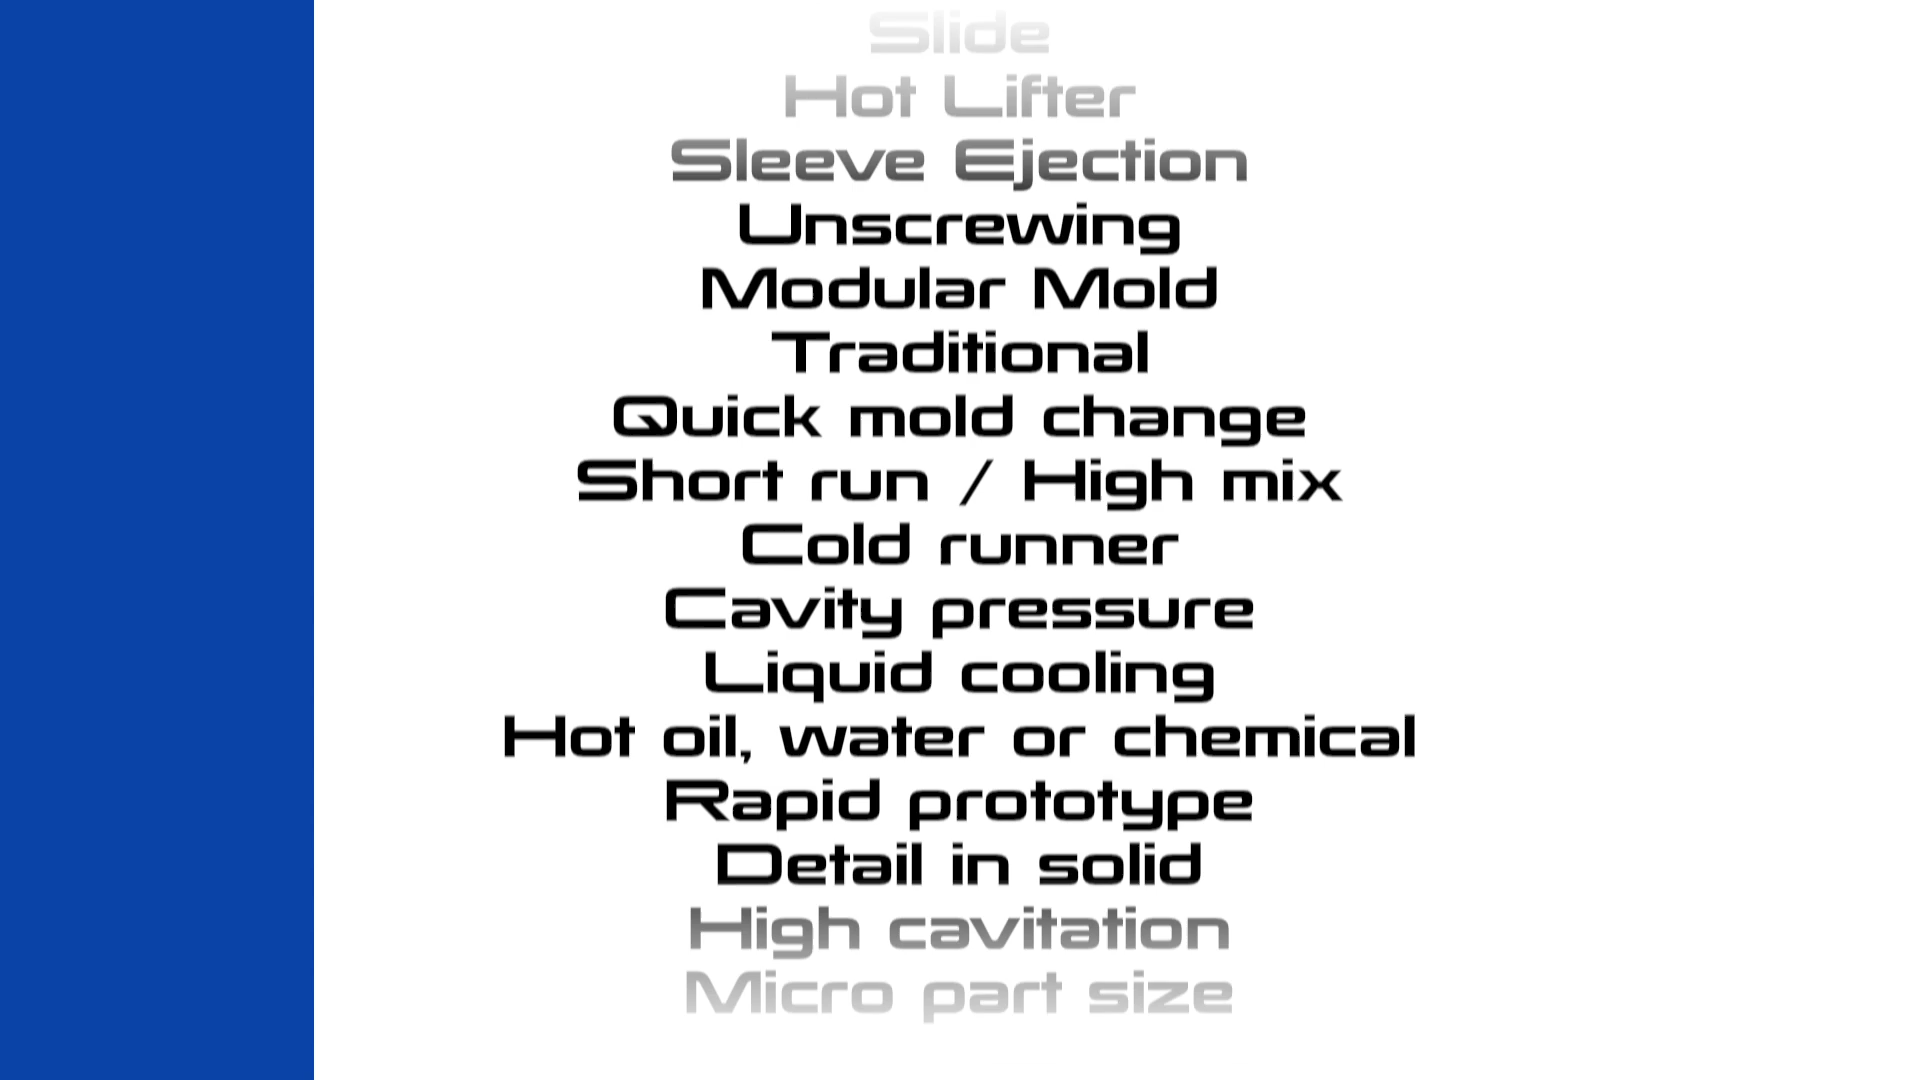 Slide
Hot Lifter
Sleeve Ejection
Unscrewing
Modular Mold
Traditional
Quick mold change
Short run / High mix
Cold runner
Cavity pressure
Liquid cooling
Hot oil, water or chemical
Rapid prototype
Detail in solid
High cavitation
Micro part size